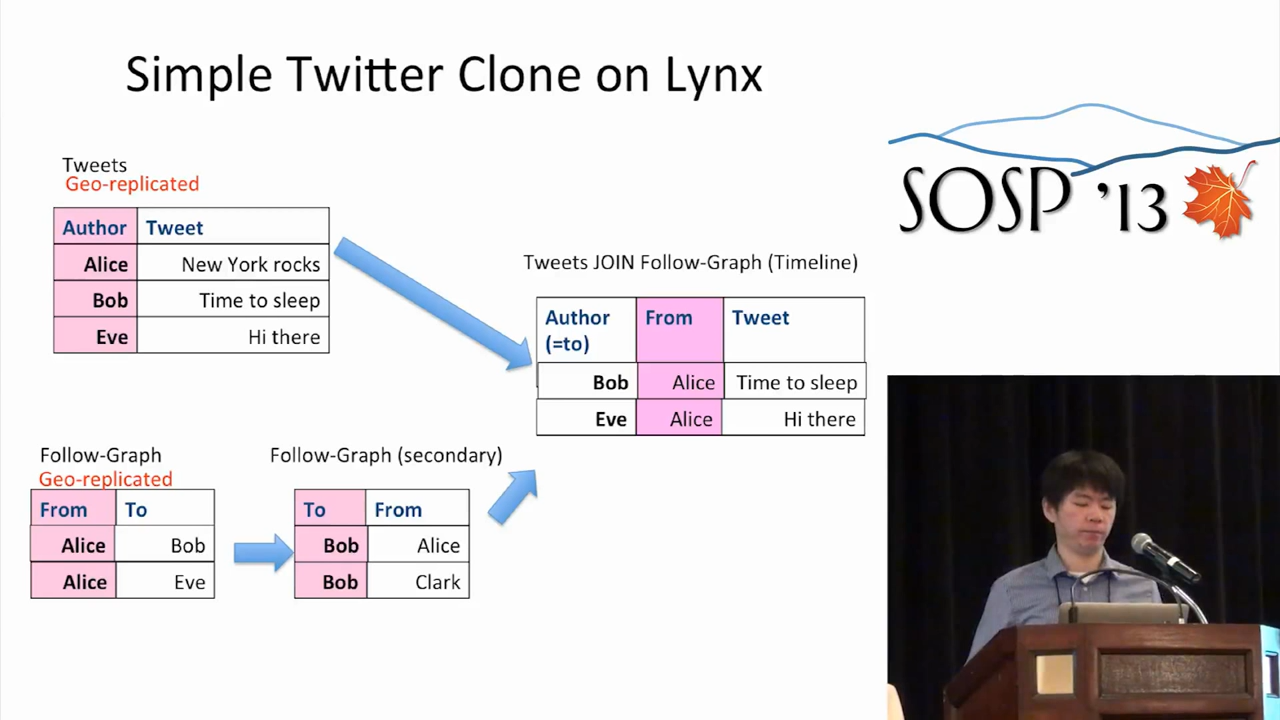 Simple Twitter Clone on Lynx
SOSP '13
Tweets
Geo-replicated
Author Tweet
Alice New York rocks
Bob Time to sleep
Eve Hi there
Tweets JOIN Follow-Graph (Timeline)
Author (=to) From Tweet
Bob Alice Time to sleep
Eve Alice Hi there
Follow-Graph
Geo-replicated
From To
Alice Bob
Alice Eve
Follow-Graph (secondary)
To From
Bob Alice
Bob Clark